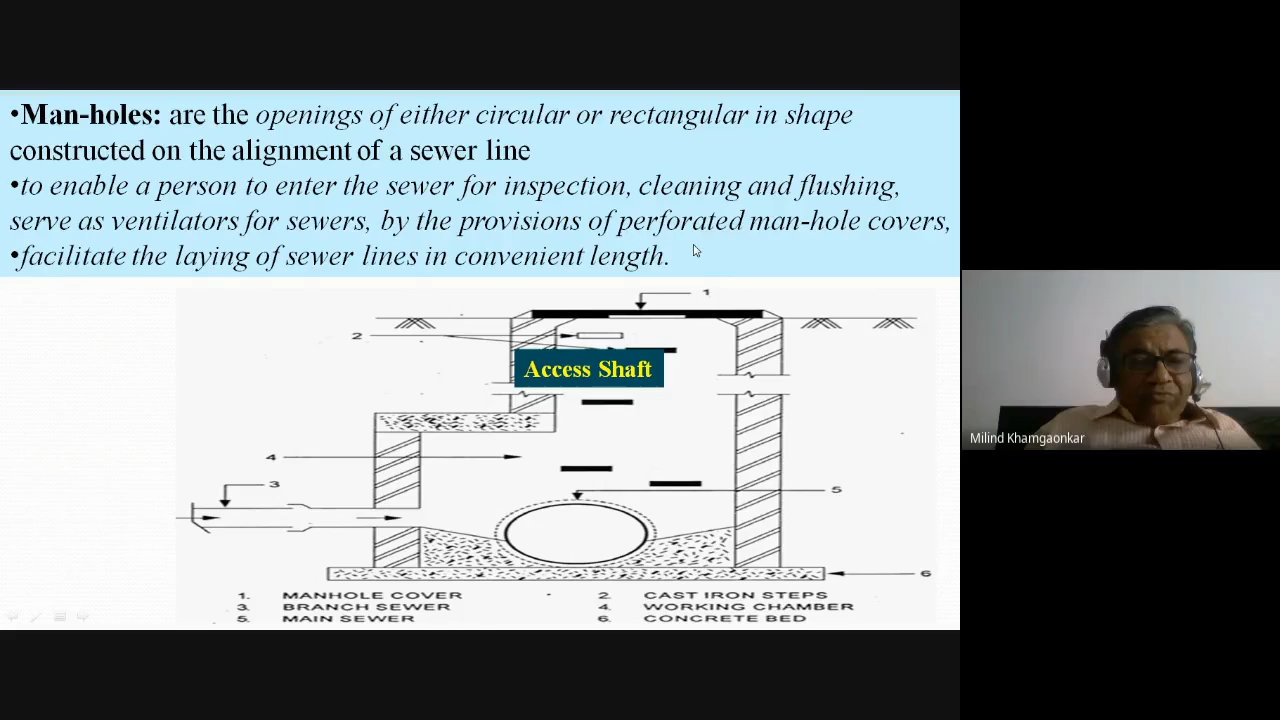 •Man-holes: are the openings of either circular or rectangular in shape
constructed on the alignment of a sewer line
•to enable a person to enter the sewer for inspection, cleaning and flushing,
serve as ventilators for sewers, by the provisions of perforated man-hole covers,
•facilitate the laying of sewer lines in convenient length.
1
2
Access Shaft
4
3
5
6
1. MANHOLE COVER 2. CAST IRON STEPS
3. BRANCH SEWER 4. WORKING CHAMBER
5. MAIN SEWER 6. CONCRETE BED
Milind Khamgaonkar